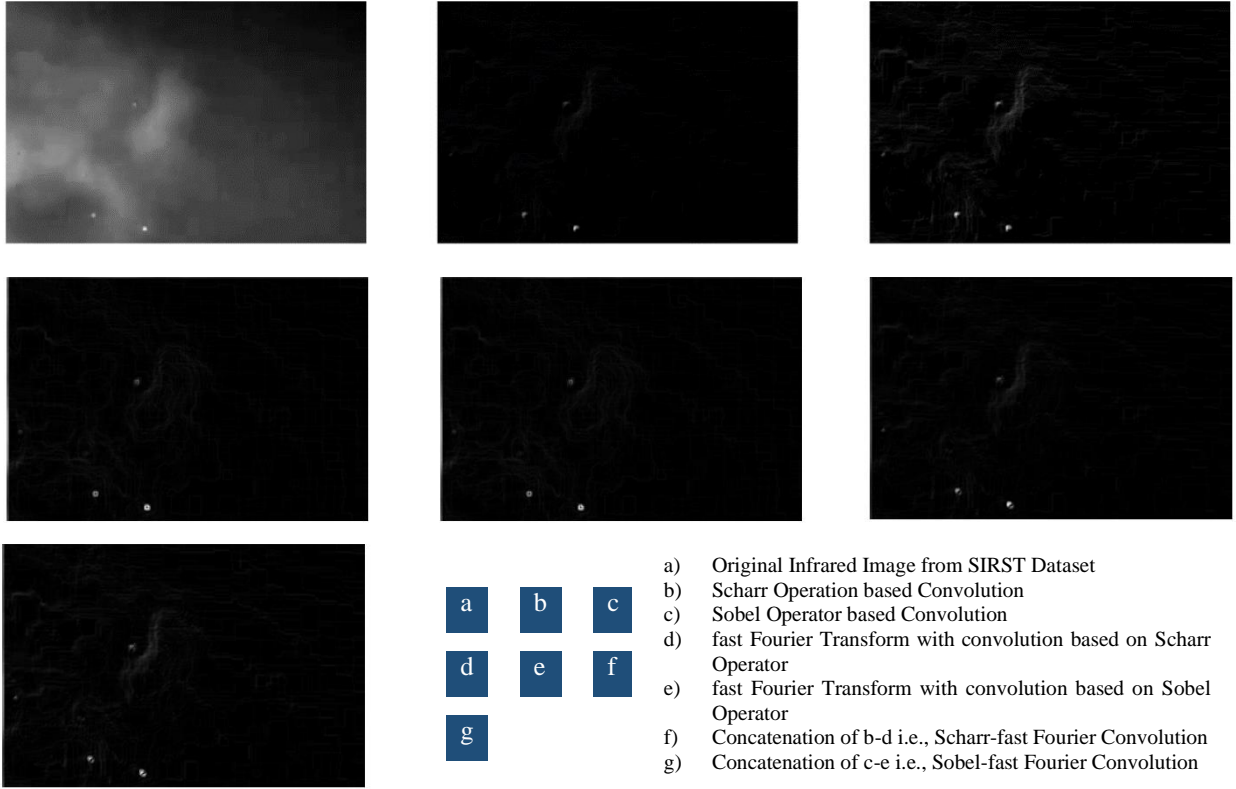 a b c
d e f
g
a) Original Infrared Image from SIRST Dataset
b) Scharr Operation based Convolution
c) Sobel Operator based Convolution
d) fast Fourier Transform with convolution based on Scharr
Operator
e) fast Fourier Transform with convolution based on Sobel
Operator
f) Concatenation of b-d i.e., Scharr-fast Fourier Convolution
g) Concatenation of c-e i.e., Sobel-fast Fourier Convolution